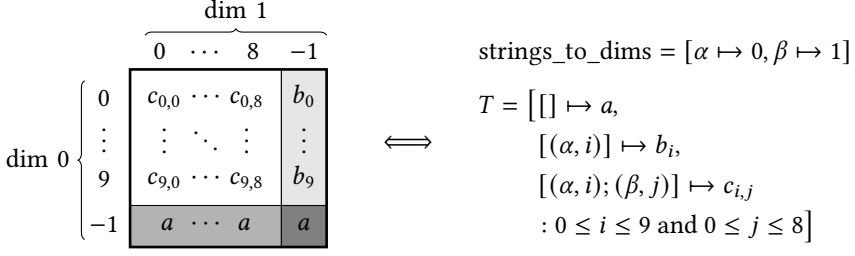 dim 1
0 ⋯ 8 −1
0 c_{0,0} ⋯ c_{0,8} b_0
dim 0 ⋮ ⋮ ⋱ ⋮ ⋮
9 c_{9,0} ⋯ c_{9,8} b_9
−1 a ⋯ a a
⟺
strings_to_dims = [α ↦ 0, β ↦ 1]
T = [[] ↦ a,
[(α, i)] ↦ b_i,
[(α, i); (β, j)] ↦ c_{i,j}
: 0 ≤ i ≤ 9 and 0 ≤ j ≤ 8]